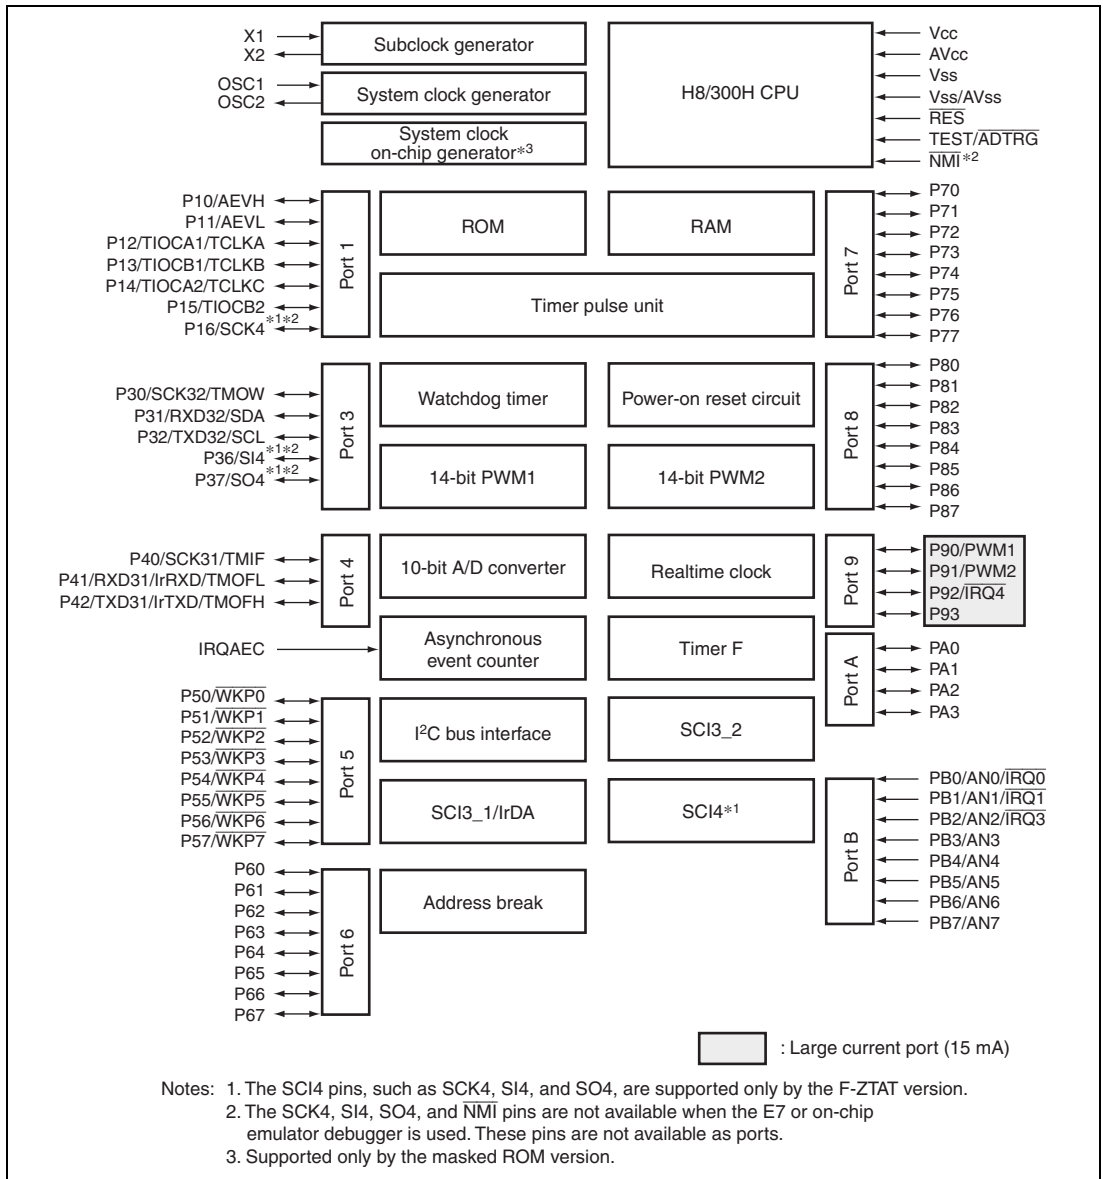 X1
X2
Subclock generator
OSC1
OSC2
System clock generator
System clock
on-chip generator*3
H8/300H CPU
Vcc
AVcc
Vss
Vss/AVss
RES
TEST/ADTRG
NMI*2
P10/AEVH
P11/AEVL
P12/TIOCA1/TCLKA
P13/TIOCB1/TCLKB
P14/TIOCA2/TCLKC
P15/TIOCB2
P16/SCK4*1*2
Port 1
ROM
RAM
Timer pulse unit
Port 7
P70
P71
P72
P73
P74
P75
P76
P77
P30/SCK32/TMOW
P31/RXD32/SDA
P32/TXD32/SCL
P36/SI4*1*2
P37/SO4*1*2
Port 3
Watchdog timer
Power-on reset circuit
14-bit PWM1
14-bit PWM2
Port 8
P80
P81
P82
P83
P84
P85
P86
P87
P40/SCK31/TMIF
P41/RXD31/IrRXD/TMOFL
P42/TXD31/IrTXD/TMOFH
Port 4
10-bit A/D converter
Realtime clock
Port 9
P90/PWM1
P91/PWM2
P92/IRQ4
P93
IRQAEC
Asynchronous
event counter
Timer F
Port A
PA0
PA1
PA2
PA3
P50/WKP0
P51/WKP1
P52/WKP2
P53/WKP3
P54/WKP4
P55/WKP5
P56/WKP6
P57/WKP7
Port 5
I²C bus interface
SCI3_2
SCI3_1/IrDA
SCI4*1
Port B
PB0/AN0/IRQ0
PB1/AN1/IRQ1
PB2/AN2/IRQ3
PB3/AN3
PB4/AN4
PB5/AN5
PB6/AN6
PB7/AN7
P60
P61
P62
P63
P64
P65
P66
P67
Port 6
Address break
: Large current port (15 mA)
Notes: 1. The SCI4 pins, such as SCK4, SI4, and SO4, are supported only by the F-ZTAT version.
2. The SCK4, SI4, SO4, and NMI pins are not available when the E7 or on-chip
emulator debugger is used. These pins are not available as ports.
3. Supported only by the masked ROM version.